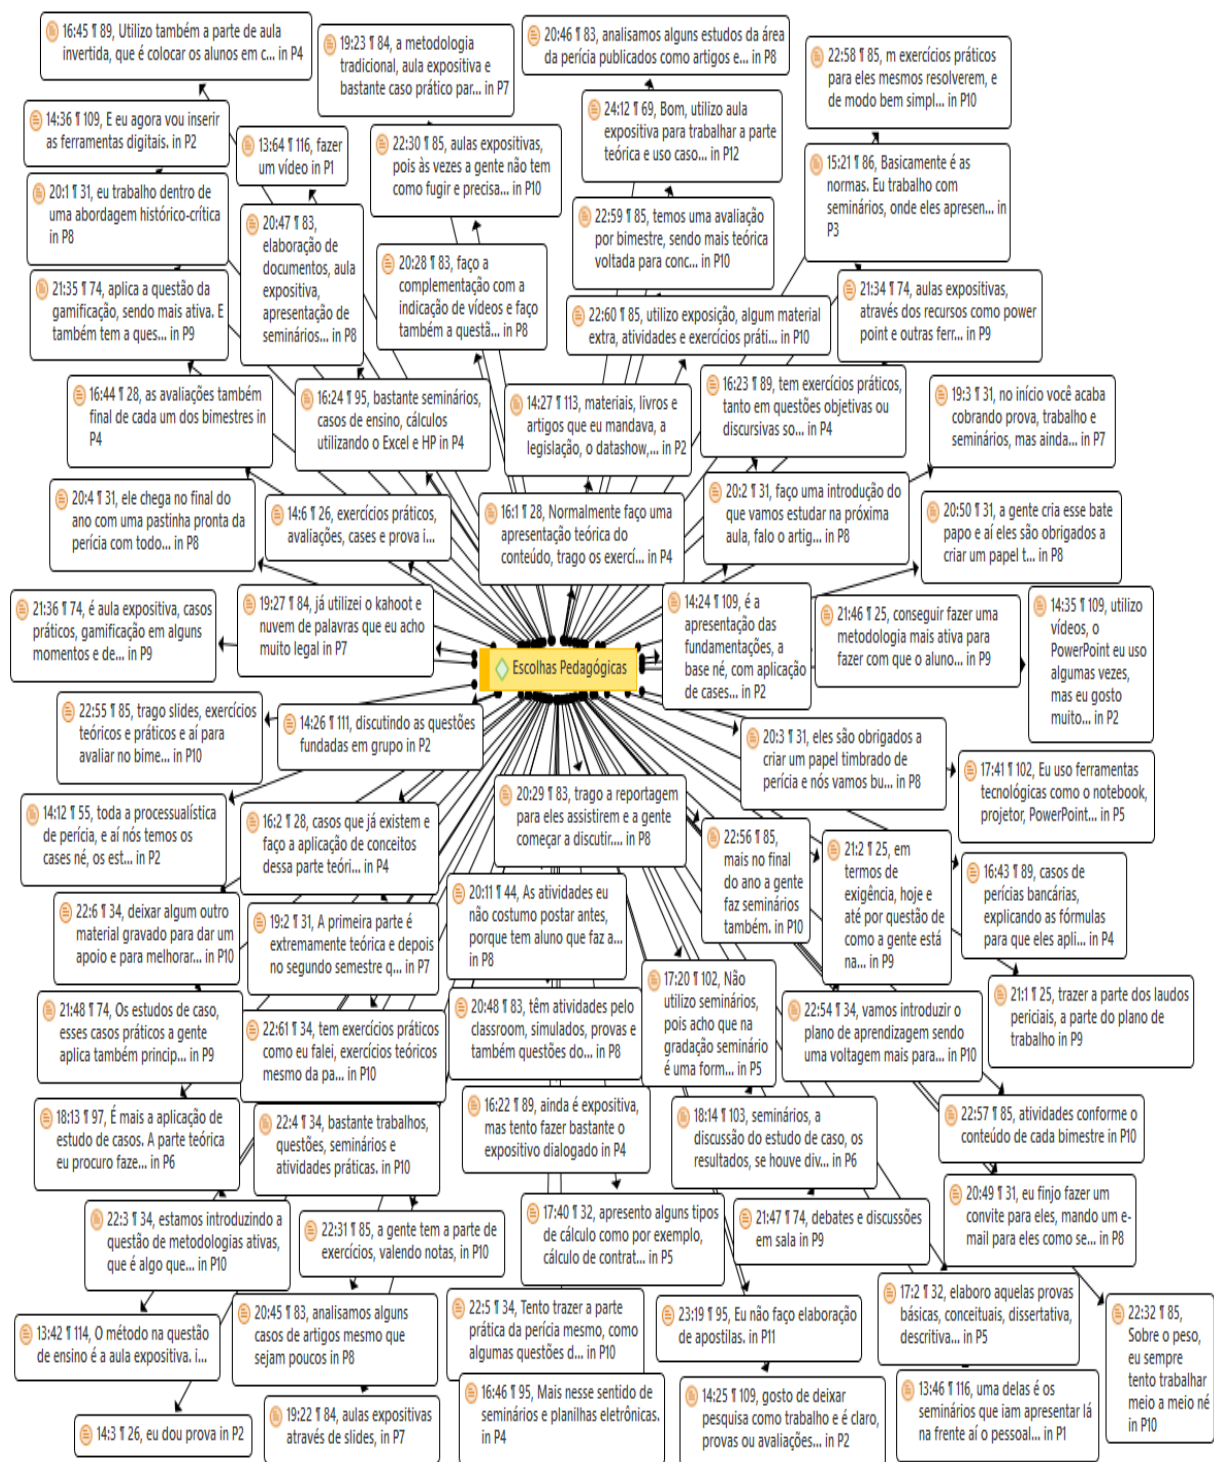 16:45 ¶ 89, Utilizo também a parte de aula
invertida, que é colocar os alunos em c... in P4
19:23 ¶ 84, a metodologia
tradicional, aula expositiva e
bastante caso prático par... in P7
20:46 ¶ 83, analisamos alguns estudos da área
da perícia publicados como artigos e... in P8
22:58 ¶ 85, m exercícios práticos
para eles mesmos resolverem, e
de modo bem simpl... in P10
14:36 ¶ 109, E eu agora vou inserir
as ferramentas digitais. in P2
13:64 ¶ 116, fazer
um vídeo in P1
22:30 ¶ 85, aulas expositivas,
pois às vezes a gente não tem
como fugir e precisa... in P10
24:12 ¶ 69, Bom, utilizo aula
expositiva para trabalhar a parte
teórica e uso caso... in P12
15:21 ¶ 86, Basicamente é as
normas. Eu trabalho com
seminários, onde eles apresen... in
P3
20:1 ¶ 31, eu trabalho dentro de
uma abordagem histórico-crítica
in P8
20:47 ¶ 83,
elaboração de
documentos, aula
expositiva,
apresentação de
seminários... in P8
20:28 ¶ 83, faço a
complementação com a
indicação de vídeos e faço
também a questã... in P8
22:59 ¶ 85, temos uma avaliação
por bimestre, sendo mais teórica
voltada para conc... in P10
21:35 ¶ 74, aplica a questão da
gamificação, sendo mais ativa. E
também tem a ques... in P9
22:60 ¶ 85, utilizo exposição, algum material
extra, atividades e exercícios práti... in P10
21:34 ¶ 74, aulas expositivas,
através dos recursos como power
point e outras ferr... in P9
16:44 ¶ 28, as avaliações também
final de cada um dos bimestres in
P4
16:24 ¶ 95, bastante seminários,
casos de ensino, cálculos
utilizando o Excel e HP in P4
14:27 ¶ 113, materiais, livros e
artigos que eu mandava, a
legislação, o datashow,... in P2
16:23 ¶ 89, tem exercícios práticos,
tanto em questões objetivas ou
discursivas so... in P4
19:3 ¶ 31, no início você acaba
cobrando prova, trabalho e
seminários, mas ainda... in P7
20:4 ¶ 31, ele chega no final do
ano com uma pastinha pronta da
perícia com todo... in P8
14:6 ¶ 26, exercícios práticos,
avaliações, cases e prova i...
16:1 ¶ 28, Normalmente faço uma
apresentação teórica do
conteúdo, trago os exercí... in P4
20:2 ¶ 31, faço uma introdução do
que vamos estudar na próxima
aula, falo o artig... in P8
20:50 ¶ 31, a gente cria esse bate
papo e aí eles são obrigados a
criar um papel t... in P8
21:36 ¶ 74, é aula expositiva, casos
práticos, gamificação em alguns
momentos e de... in P9
19:27 ¶ 84, já utilizei o kahoot e
nuvem de palavras que eu acho
muito legal in P7
14:24 ¶ 109, é a
apresentação das
fundamentações, a
base né, com aplicação
de cases... in P2
21:46 ¶ 25, conseguir fazer uma
metodologia mais ativa para
fazer com que o aluno... in P9
14:35 ¶ 109, utilizo
vídeos, o
PowerPoint eu uso
algumas vezes,
mas eu gosto
muito... in P2
Escolhas Pedagógicas
22:55 ¶ 85, trago slides, exercícios
teóricos e práticos e aí para
avaliar no bime... in P10
14:26 ¶ 111, discutindo as questões
fundadas em grupo in P2
20:3 ¶ 31, eles são obrigados a
criar um papel timbrado de
perícia e nós vamos bu... in P8
17:41 ¶ 102, Eu uso ferramentas
tecnológicas como o notebook,
projetor, PowerPoint... in P5
14:12 ¶ 55, toda a processualística
de perícia, e aí nós temos os
cases né, os est... in P2
16:2 ¶ 28, casos que já existem e
faço a aplicação de conceitos
dessa parte teóri... in P4
20:29 ¶ 83, trago a reportagem
para eles assistirem e a gente
começar a discutir.... in P8
22:56 ¶ 85,
mais no final
do ano a gente
faz seminários
também. in P10
21:2 ¶ 25, em
termos de
exigência, hoje e
até por questão de
como a gente está
na... in P9
16:43 ¶ 89, casos de
perícias bancárias,
explicando as fórmulas
para que eles apli... in P4
22:6 ¶ 34, deixar algum outro
material gravado para dar um
apoio e para melhorar... in P10
19:2 ¶ 31, A primeira parte é
extremamente teórica e depois
no segundo semestre q... in P7
20:11 ¶ 44, As atividades eu
não costumo postar antes,
porque tem aluno que faz a...
in P8
17:20 ¶ 102, Não
utilizo seminários,
pois acho que na
gradação seminário
é uma form... in P5
21:1 ¶ 25, trazer a parte dos laudos
periciais, a parte do plano de
trabalho in P9
21:48 ¶ 74, Os estudos de caso,
esses casos práticos a gente
aplica também princip... in P9
22:61 ¶ 34, tem exercícios práticos
como eu falei, exercícios teóricos
mesmo da pa... in P10
20:48 ¶ 83, têm atividades pelo
classroom, simulados, provas e
também questões do... in P8
22:54 ¶ 34, vamos introduzir o
plano de aprendizagem sendo
uma voltagem mais para... in P10
18:13 ¶ 97, É mais a aplicação de
estudo de casos. A parte teórica
eu procuro faze... in P6
22:4 ¶ 34, bastante trabalhos,
questões, seminários e
atividades práticas. in P10
16:22 ¶ 89, ainda é expositiva,
mas tento fazer bastante o
expositivo dialogado in P4
18:14 ¶ 103, seminários, a
discussão do estudo de caso, os
resultados, se houve div... in P6
22:57 ¶ 85, atividades conforme o
conteúdo de cada bimestre in P10
22:3 ¶ 34, estamos introduzindo a
questão de metodologias ativas,
que é algo que... in P10
22:31 ¶ 85, a gente tem a parte de
exercícios, valendo notas, in P10
17:40 ¶ 32, apresento alguns tipos
de cálculo como por exemplo,
cálculo de contrat... in P5
21:47 ¶ 74, debates e discussões
em sala in P9
20:49 ¶ 31, eu finjo fazer um
convite para eles, mando um e-
mail para eles como se... in P8
13:42 ¶ 114, O método na questão
de ensino é a aula expositiva. i...
20:45 ¶ 83, analisamos alguns
casos de artigos mesmo que
sejam poucos in P8
22:5 ¶ 34, Tento trazer a parte
prática da perícia mesmo, como
algumas questões d... in P10
23:19 ¶ 95, Eu não faço elaboração
de apostilas. in P11
17:2 ¶ 32, elaboro aquelas provas
básicas, conceituais, dissertativa,
descritiva... in P5
22:32 ¶ 85,
Sobre o peso,
eu sempre
tento trabalhar
meio a meio né
in P10
14:3 ¶ 26, eu dou prova in P2
19:22 ¶ 84, aulas expositivas
através de slides, in P7
16:46 ¶ 95, Mais nesse sentido de
seminários e planilhas eletrônicas.
in P4
14:25 ¶ 109, gosto de deixar
pesquisa como trabalho e é claro,
provas ou avaliações... in P2
13:46 ¶ 116, uma delas é os
seminários que iam apresentar lá
na frente aí o pessoal... in P1